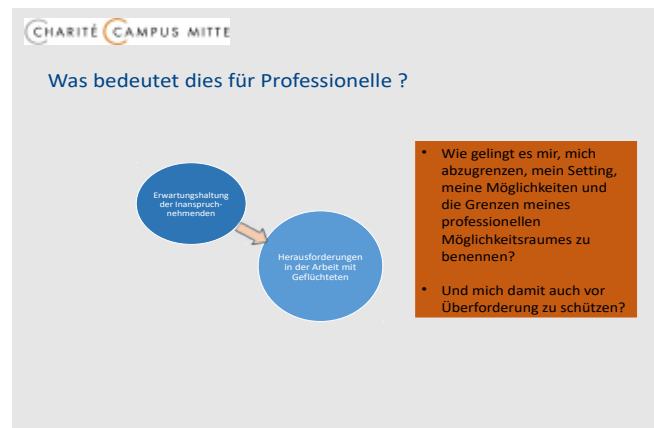 CHARITÉ CAMPUS MITTE
Was bedeutet dies für Professionelle ?
Erwartungshaltung
der Inanspruch-
nehmenden
Herausforderungen
in der Arbeit mit
Geflüchteten
• Wie gelingt es mir, mich
abzugrenzen, mein Setting,
meine Möglichkeiten und
die Grenzen meines
professionellen
Möglichkeitsraumes zu
benennen?
• Und mich damit auch vor
Überforderung zu schützen?